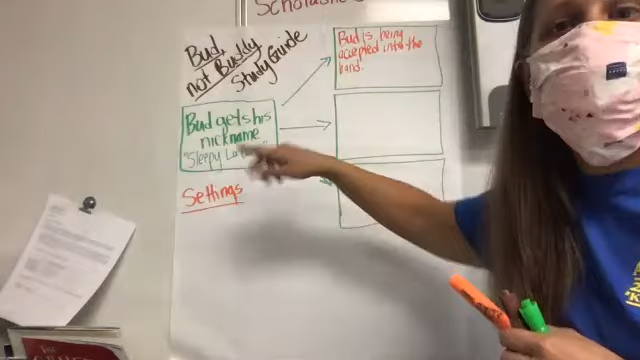 Scholastic
Bud,
not Buddy
Study Guide
Bud gets his
nickname
"Sleepy
Settings
Bud is being
accepted into the
band.
THE